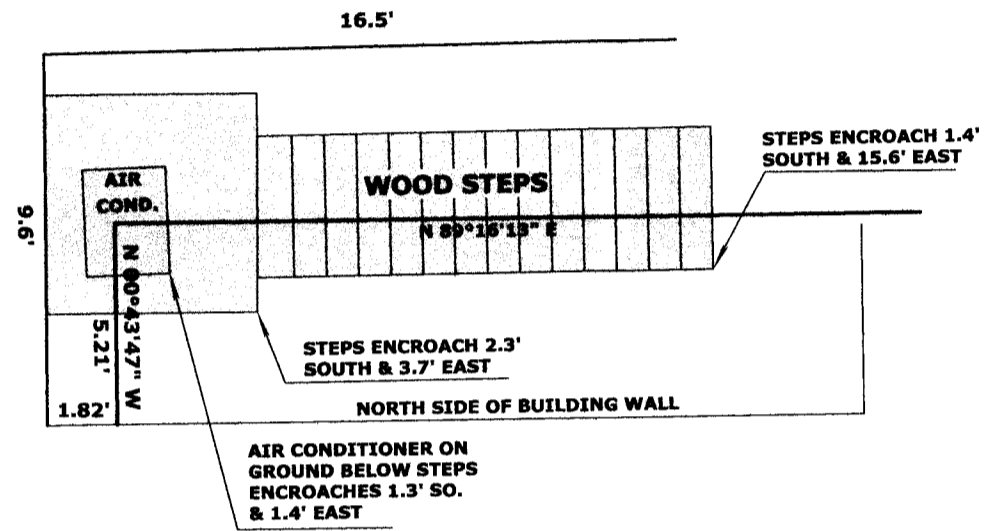 16.5'
STEPS ENCROACH 1.4'
SOUTH & 15.6' EAST
AIR
COND.
WOOD STEPS
N 89°16'13" E
9.6'
N 00°43'47" W
5.21'
STEPS ENCROACH 2.3'
SOUTH & 3.7' EAST
1.82'
NORTH SIDE OF BUILDING WALL
AIR CONDITIONER ON
GROUND BELOW STEPS
ENCROACHES 1.3' SO.
& 1.4' EAST